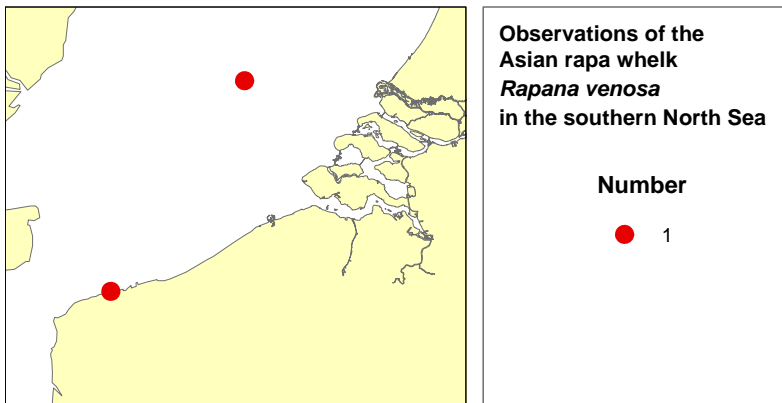 Observations of the
Asian rapa whelk
Rapana venosa
in the southern North Sea
Number
1